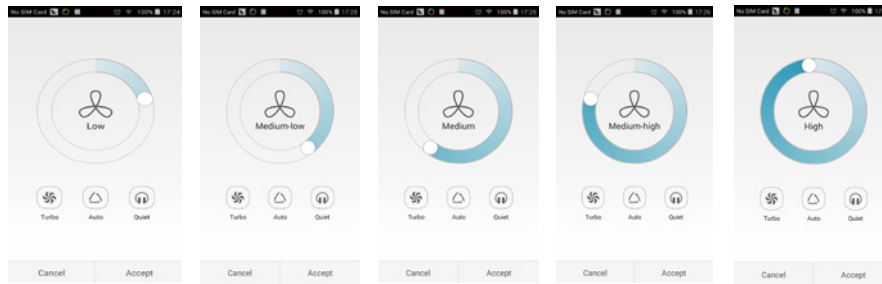 No SIM Card 100% 17:24
Low
Turbo Auto Quiet
Cancel Accept
No SIM Card 100% 17:25
Medium-low
Turbo Auto Quiet
Cancel Accept
No SIM Card 100% 17:25
Medium
Turbo Auto Quiet
Cancel Accept
No SIM Card 100% 17:26
Medium-high
Turbo Auto Quiet
Cancel Accept
No SIM Card 100% 17
High
Turbo Auto Quiet
Cancel Accept